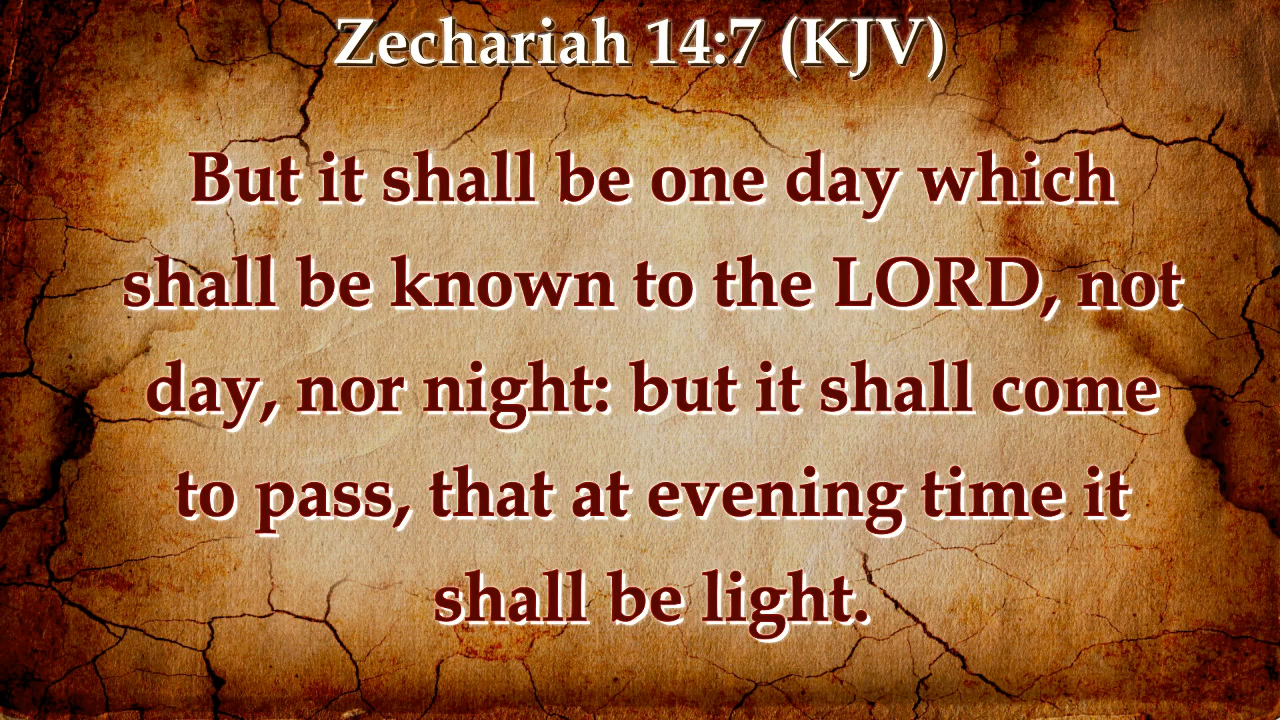 Zechariah 14:7 (KJV)
But it shall be one day which
shall be known to the LORD, not
day, nor night: but it shall come
to pass, that at evening time it
shall be light.